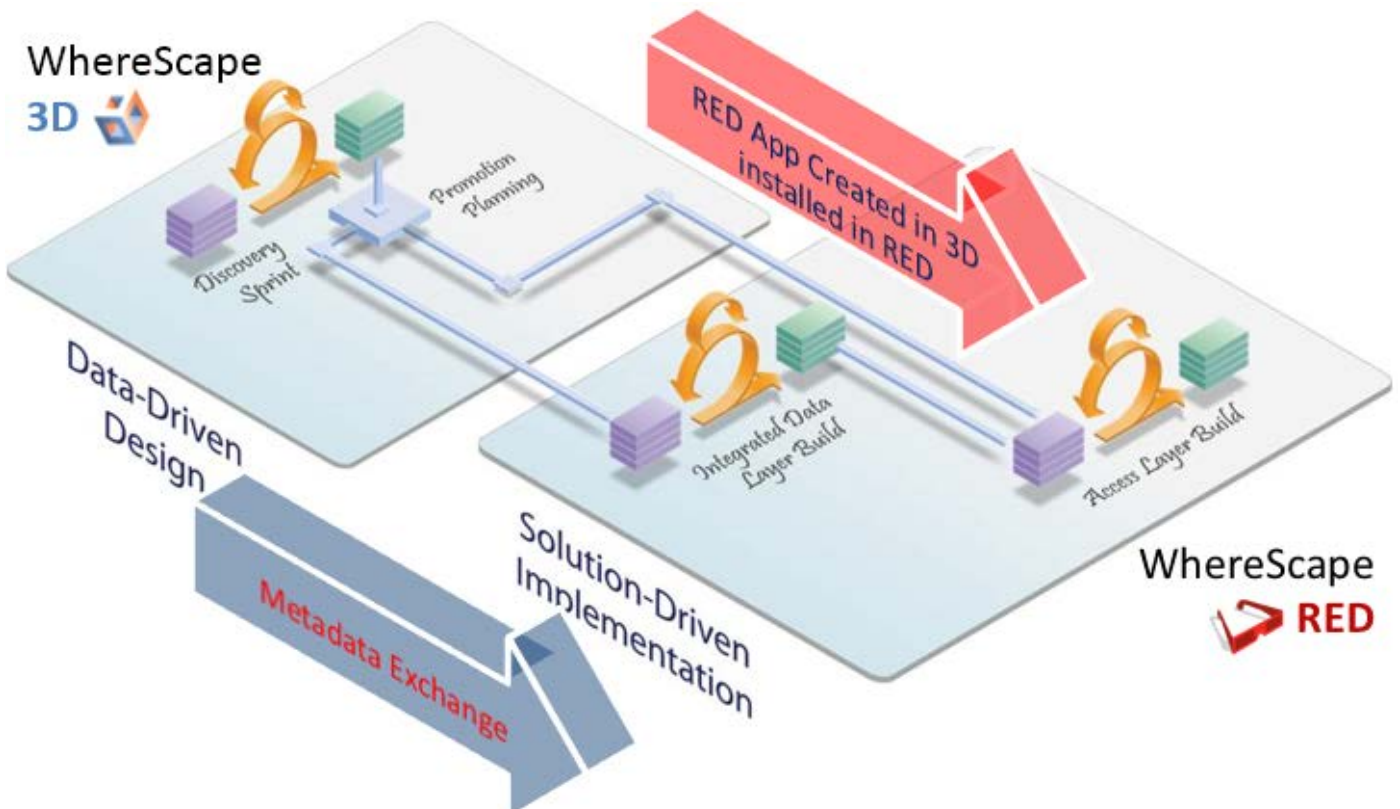 WhereScape
3D
RED App Created in 3D
installed in RED
Promotion
Planning
Discovery
Sprint
Data-Driven
Design
Integrated Data
Layer Build
Access Layer Build
Solution-Driven
Implementation
Metadata Exchange
WhereScape
RED